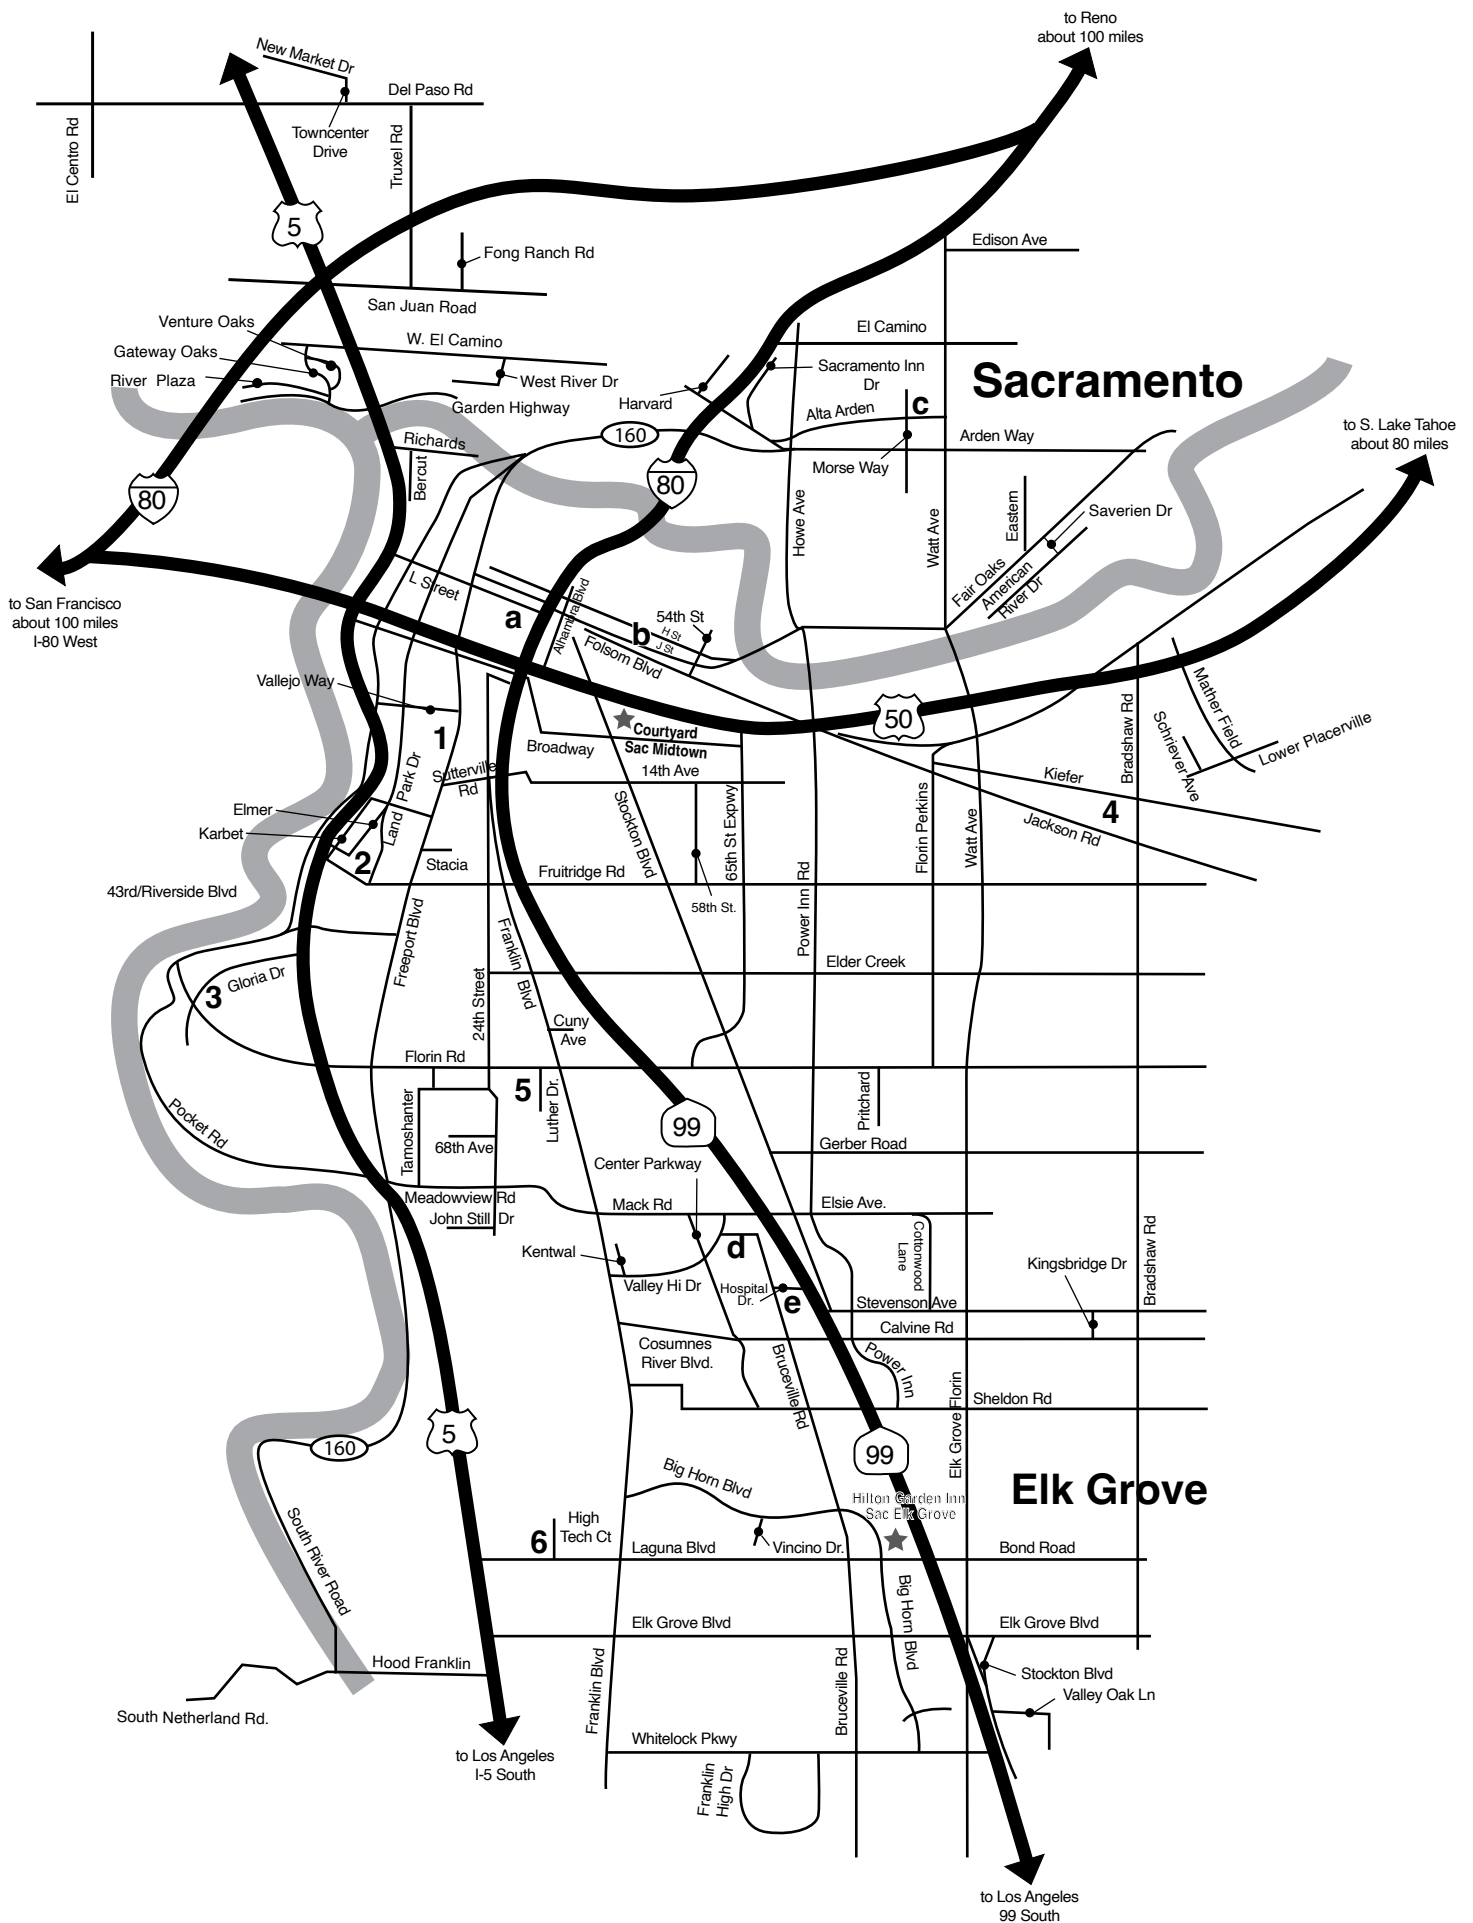 to Reno
about 100 miles
New Market Dr
Del Paso Rd
Towncenter
Drive
El Centro Rd
Truxel Rd
5
Edison Ave
Fong Ranch Rd
San Juan Road
Venture Oaks
W. El Camino
El Camino
Gateway Oaks
Sacramento Inn
Dr
Sacramento
River Plaza
West River Dr
Harvard
Garden Highway
Alta Arden
c
to S. Lake Tahoe
about 80 miles
160
Arden Way
Richards
Morse Way
Bercut
80
80
Howe Ave
Watt Ave
Eastern
Saverien Dr
Fair Oaks
American
River Dr
L Street
to San Francisco
about 100 miles
I-80 West
a
Alhambra Blvd
54th St
H St
J St
b
Folsom Blvd
Vallejo Way
50
Mather Field
Bradshaw Rd
Schriever Ave
Lower Placerville
1
Courtyard
Sac Midtown
Broadway
14th Ave
Sutterville
Rd
Kiefer
4
Jackson Rd
Park Dr
Land
Elmer
Karbet
2
Stacia
Stockton Blvd
65th St Expwy
Power Inn Rd
Florin Perkins
Watt Ave
Fruitridge Rd
58th St.
43rd/Riverside Blvd
Freeport Blvd
Franklin Blvd
24th Street
Elder Creek
3
Gloria Dr
Cuny
Ave
Florin Rd
5
Luther Dr.
Pritchard
Tamoshanter
Pocket Rd
99
68th Ave
Gerber Road
Center Parkway
Meadowview Rd
Mack Rd
Elsie Ave.
John Still Dr
Kentwal
d
Cottonwood
Lane
Kingsbridge Dr
Bradshaw Rd
Valley Hi Dr
Hospital
Dr.
e
Stevenson Ave
Calvine Rd
Cosumnes
River Blvd.
Bruceville Rd
Power Inn
Sheldon Rd
Elk Grove Florin
5
160
99
Big Horn Blvd
Elk Grove
Hilton Garden Inn
Sac Elk Grove
South River Road
High
Tech Ct
6
Laguna Blvd
Vincino Dr.
Bond Road
Big Horn Blvd
Elk Grove Blvd
Elk Grove Blvd
Hood Franklin
Franklin Blvd
Bruceville Rd
Stockton Blvd
Valley Oak Ln
South Netherland Rd.
Whitelock Pkwy
to Los Angeles
I-5 South
Franklin
High Dr
to Los Angeles
99 South